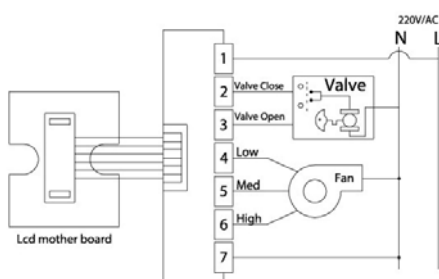 220V/AC
N L
1
2 Valve Close Valve
3 Valve Open
4 Low
5 Med Fan
6 High
7
Lcd mother board